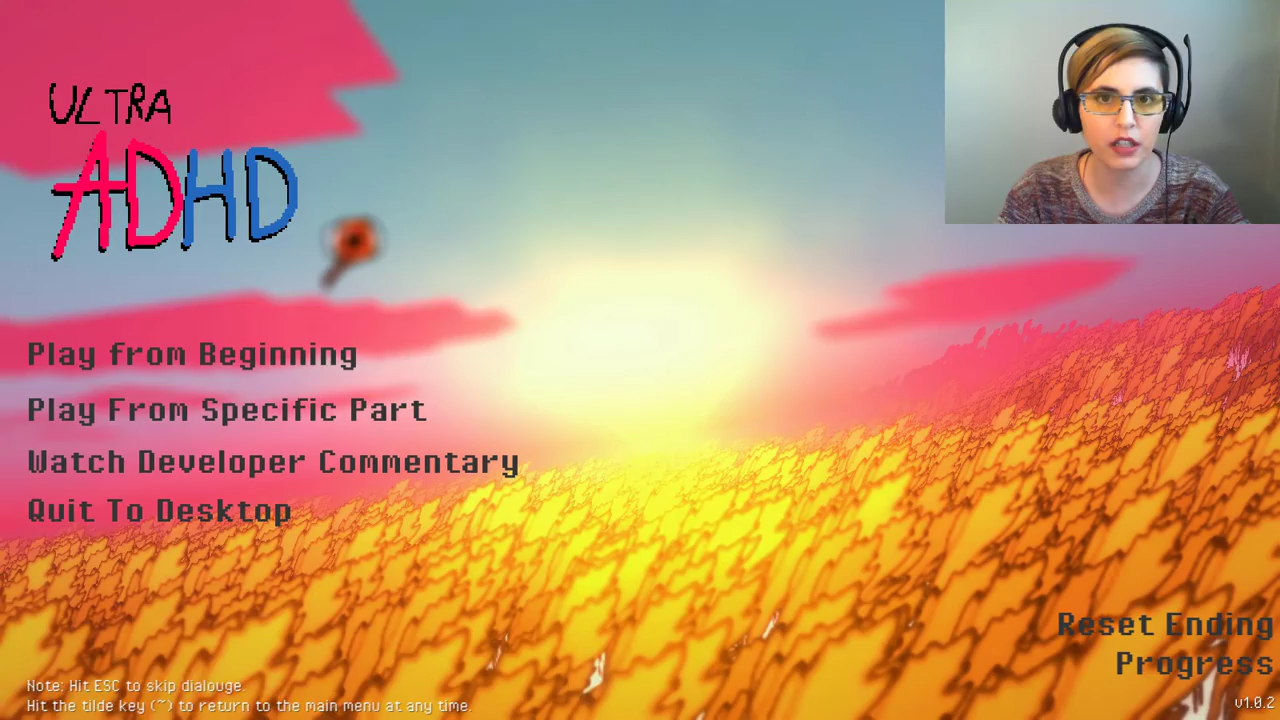 ULTRA
ADHD
Play from Beginning
Play From Specific Part
Watch Developer Commentary
Quit To Desktop
Reset Ending
Progress
Note: Hit ESC to skip dialouge.
Hit the tilde key (~) to return to the main menu at any time.
v1.0.2